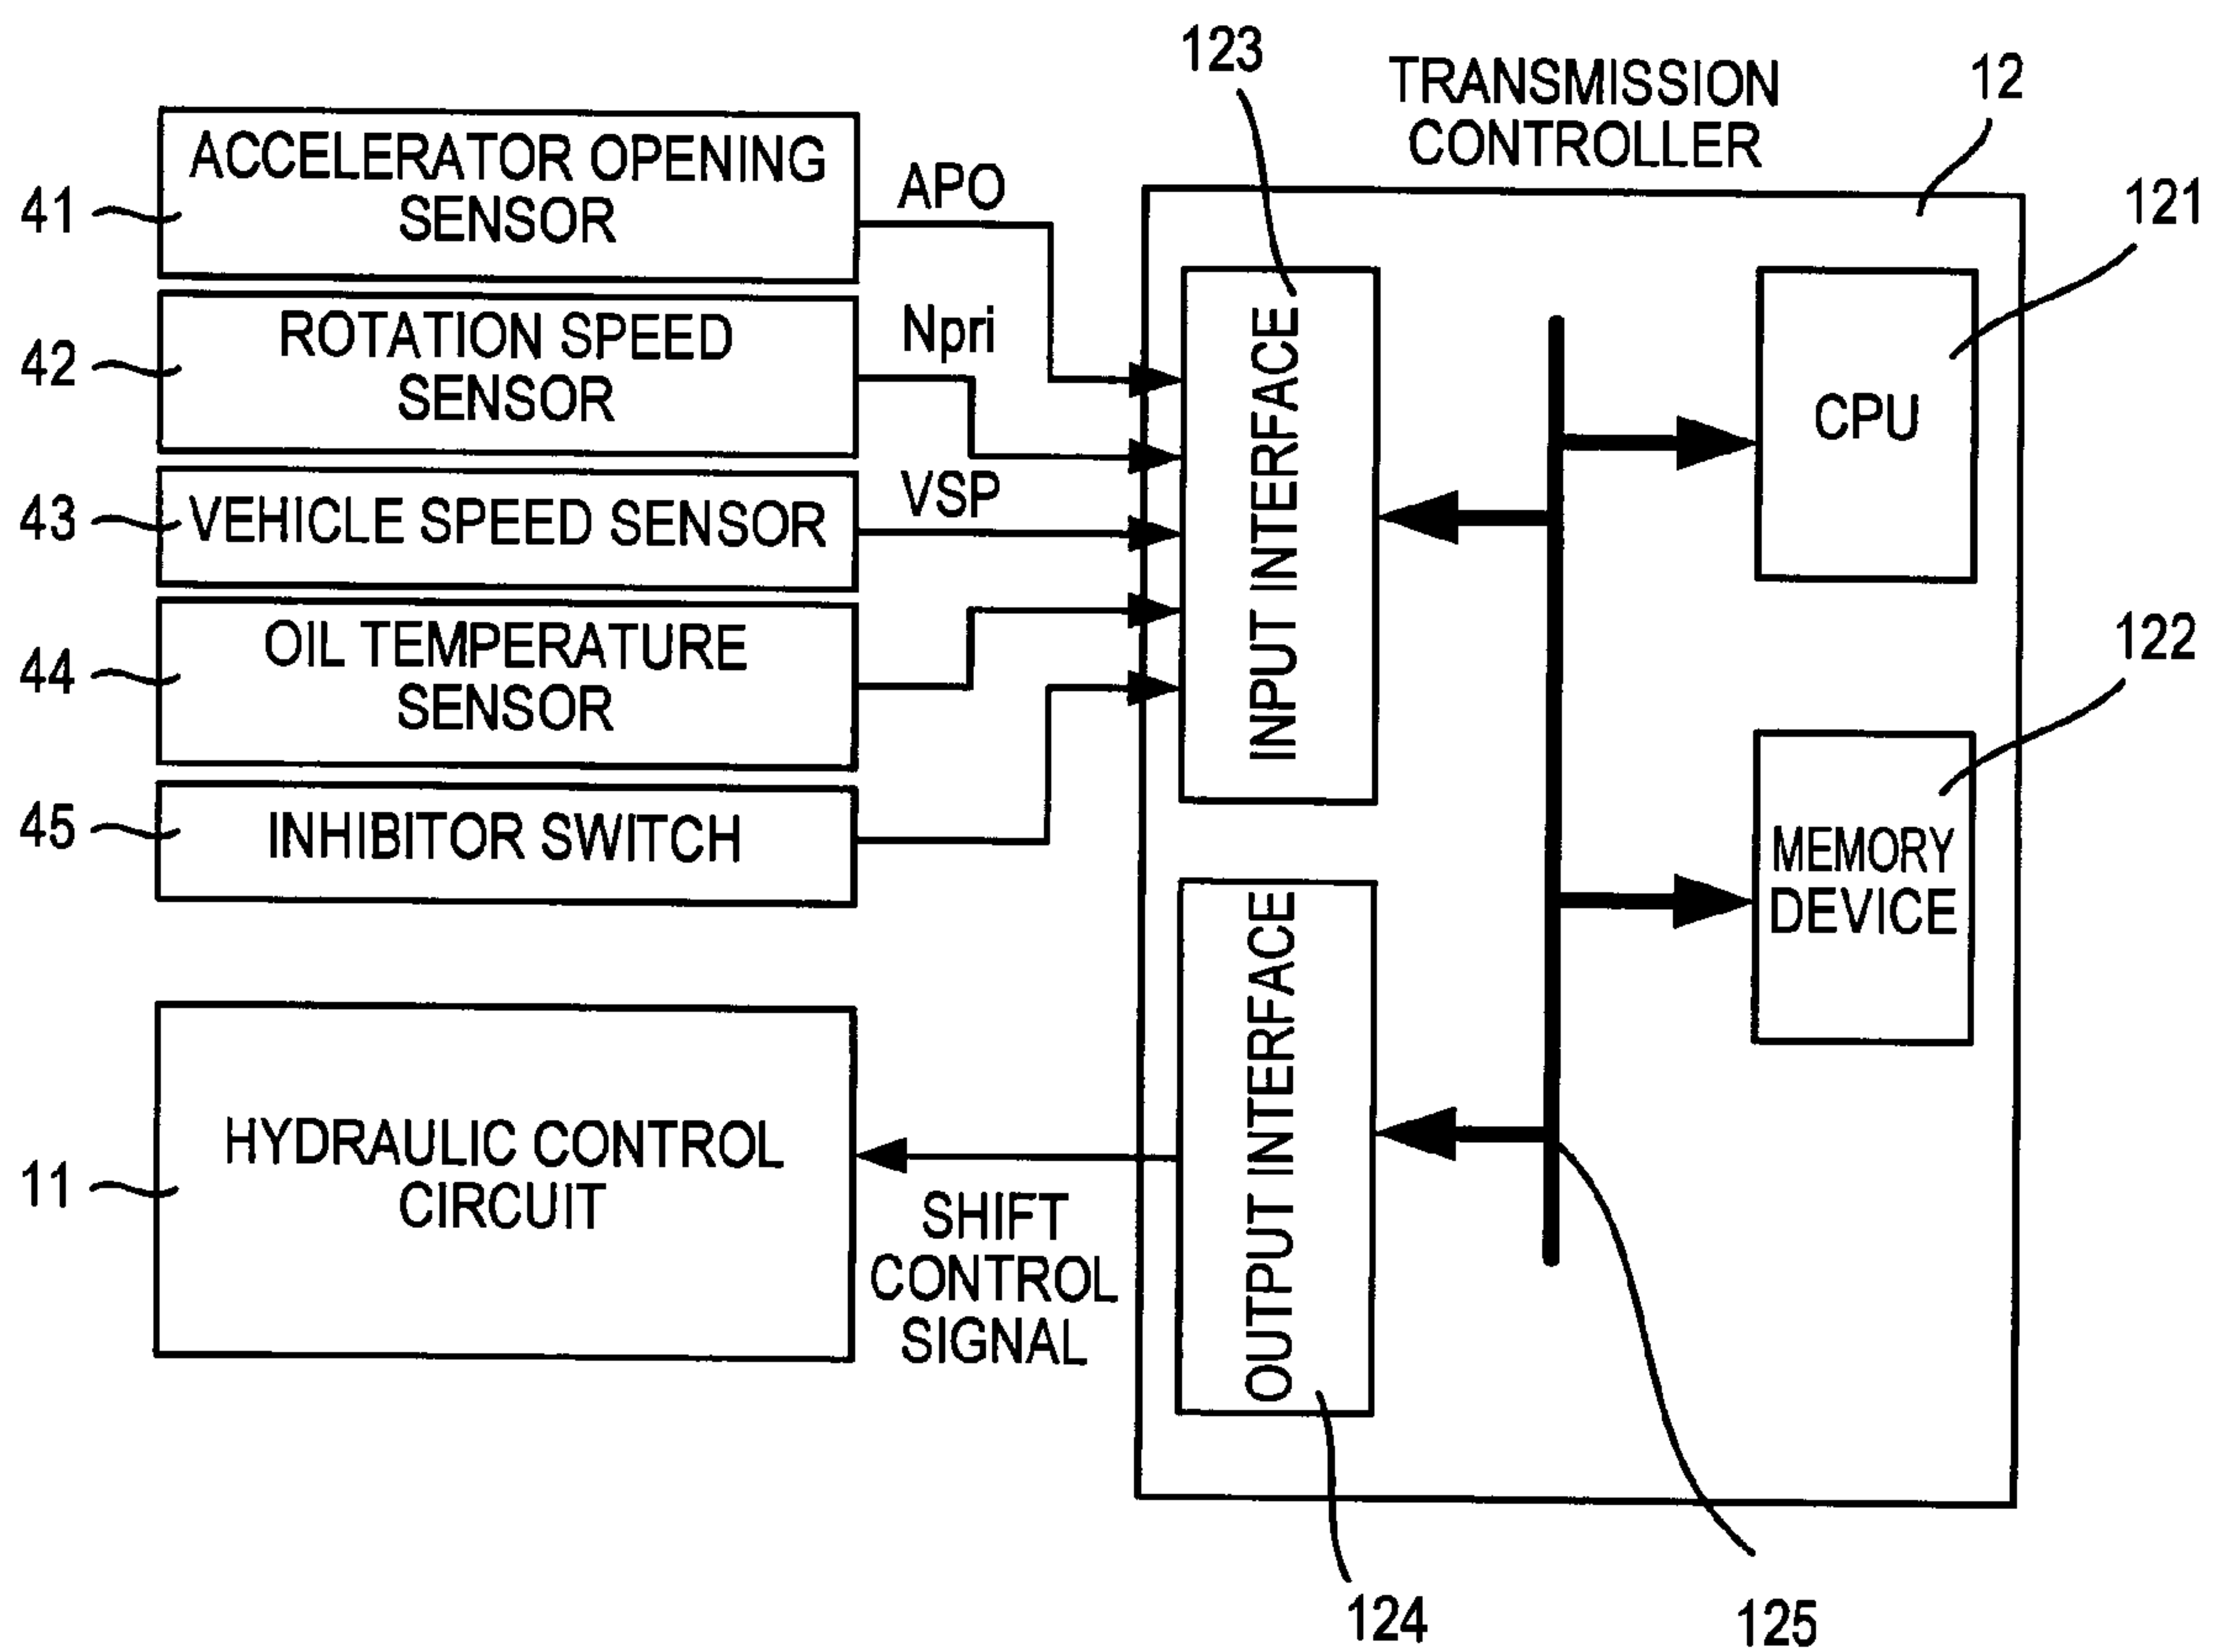 123
TRANSMISSION
CONTROLLER
12
121
ACCELERATOR OPENING
SENSOR
41
APO
ROTATION SPEED
SENSOR
42
Npri
VEHICLE SPEED SENSOR
43
VSP
OIL TEMPERATURE
SENSOR
44
INHIBITOR SWITCH
45
INPUT INTERFACE
CPU
122
MEMORY
DEVICE
OUTPUT INTERFACE
HYDRAULIC CONTROL
CIRCUIT
11
SHIFT
CONTROL
SIGNAL
124
125